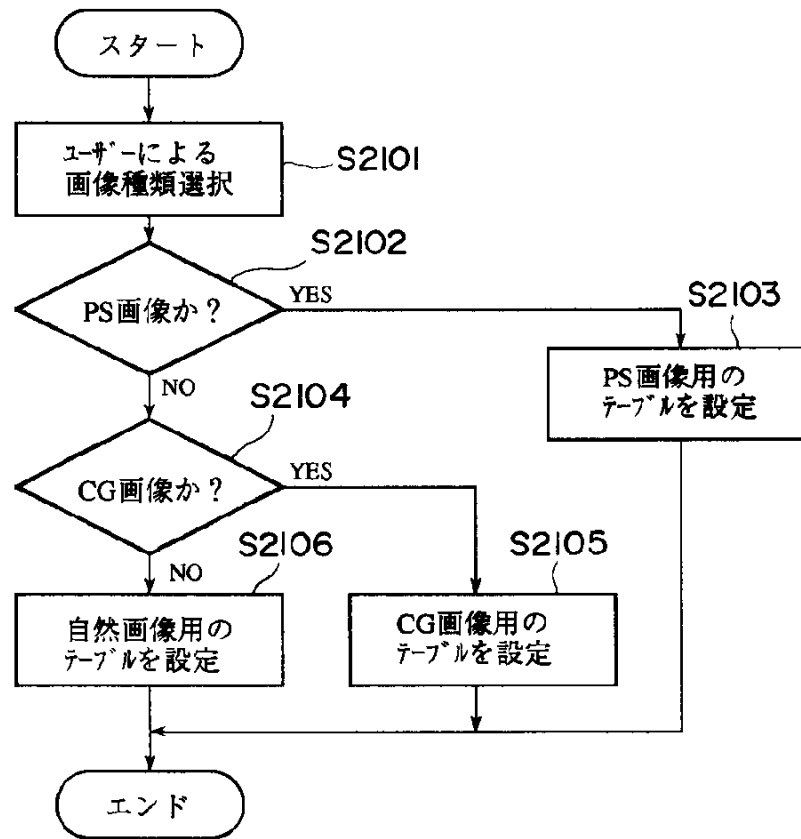 スタート
ユーザーによる
画像種類選択
S2101
S2102
PS画像か?
YES
S2103
PS画像用の
テーブルを設定
NO
S2104
CG画像か?
YES
S2105
CG画像用の
テーブルを設定
NO
S2106
自然画像用の
テーブルを設定
エンド